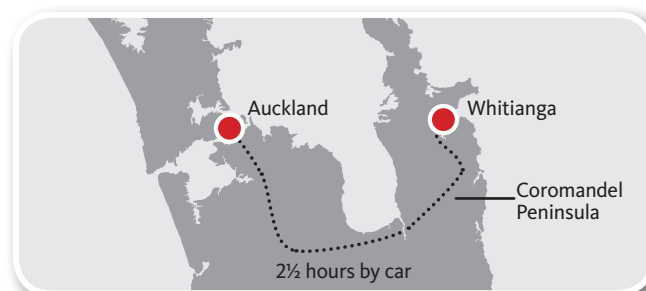 Auckland
Whitianga
Coromandel
Peninsula
2½ hours by car